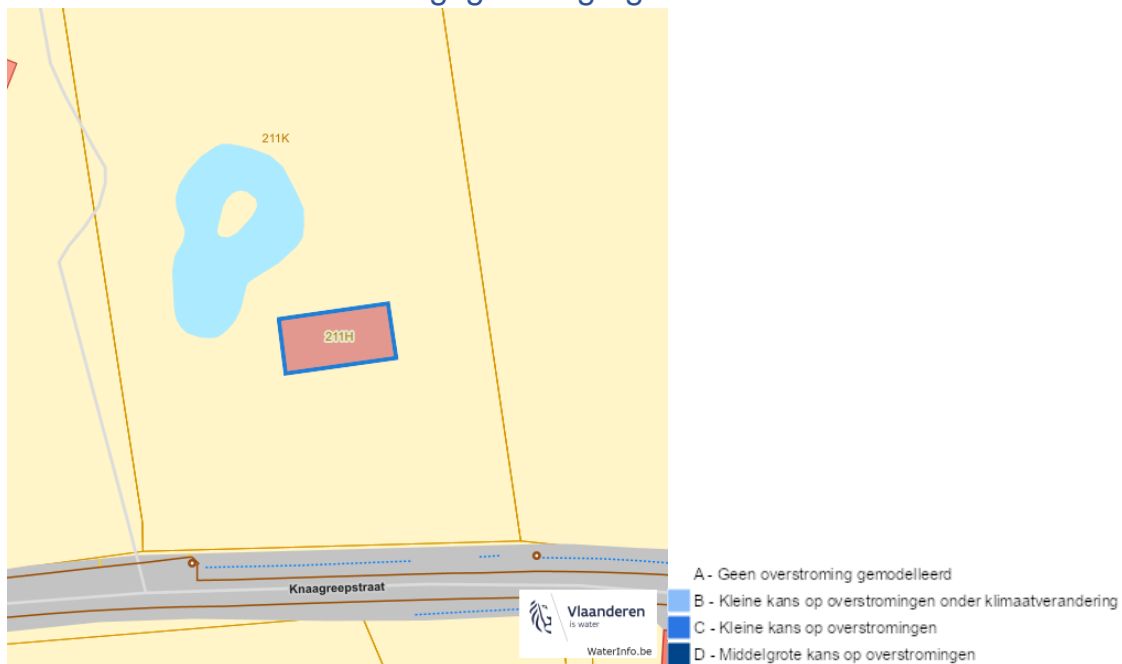 211K
211H
Knaagreepstraat
Vlaanderen
is water
WaterInfo.be
A - Geen overstroming gemodelleerd
B - Kleine kans op overstromingen onder klimaatverandering
C - Kleine kans op overstromingen
D - Middelgrote kans op overstromingen